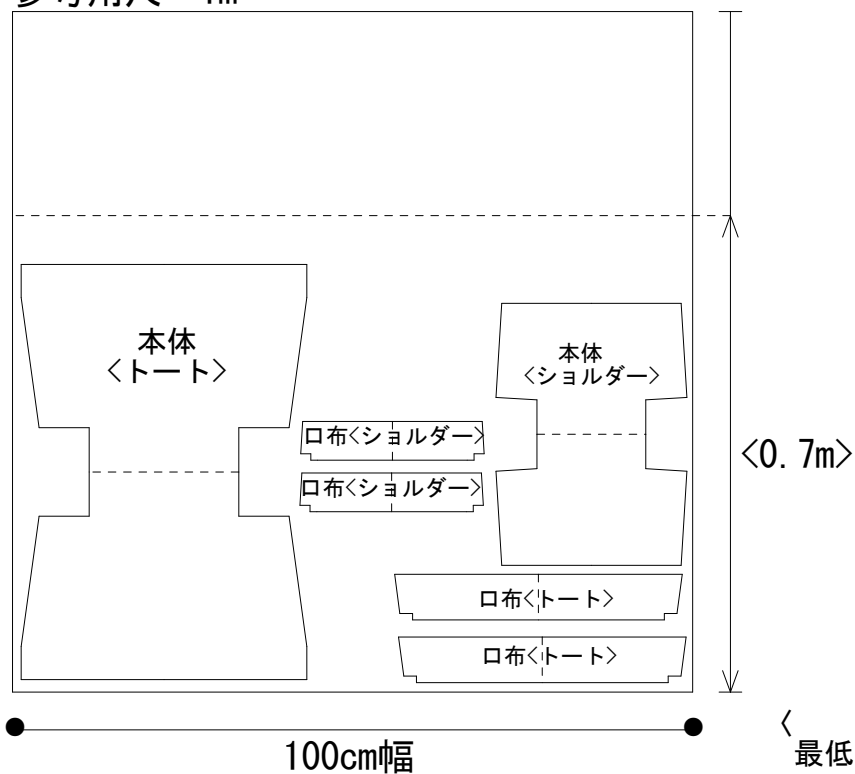 本体
<トート>
本体
<ショルダー>
口布<ショルダー>
口布<ショルダー>
<0.7m>
口布<トート>
口布<トート>
100cm幅
<
最低